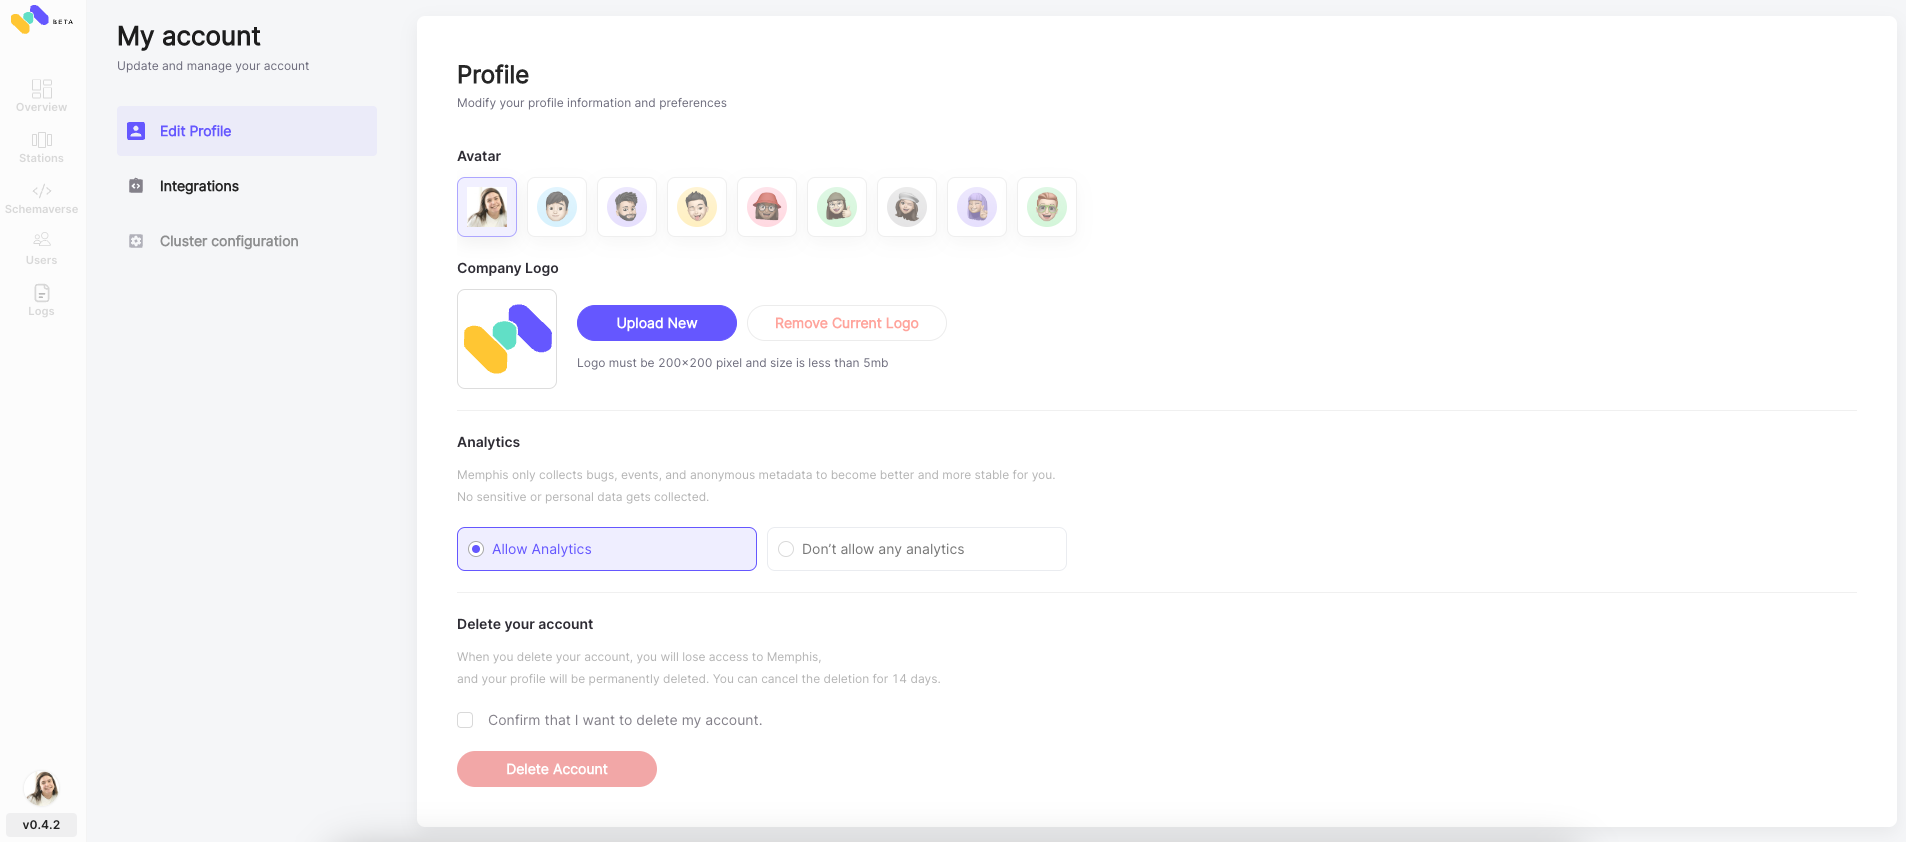 BETA
Overview
Stations
Schemaverse
Users
Logs
v0.4.2
My account
Update and manage your account
Edit Profile
Integrations
Cluster configuration
Profile
Modify your profile information and preferences
Avatar
Company Logo
Upload New
Remove Current Logo
Logo must be 200x200 pixel and size is less than 5mb
Analytics
Memphis only collects bugs, events, and anonymous metadata to become better and more stable for you.
No sensitive or personal data gets collected.
Allow Analytics
Don't allow any analytics
Delete your account
When you delete your account, you will lose access to Memphis,
and your profile will be permanently deleted. You can cancel the deletion for 14 days.
Confirm that I want to delete my account.
Delete Account